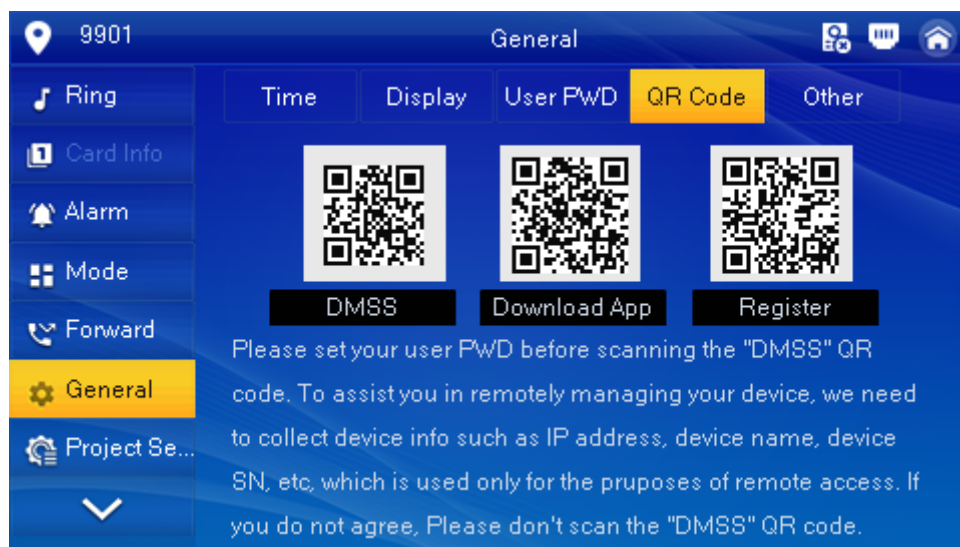 9901
General
Ring
Card Info
Alarm
Mode
Forward
General
Project Se...
Time
Display
User PWD
QR Code
Other
DMSS
Download App
Register
Please set your user PWD before scanning the "DMSS" QR
code. To assist you in remotely managing your device, we need
to collect device info such as IP address, device name, device
SN, etc, which is used only for the pruposes of remote access. If
you do not agree, Please don't scan the "DMSS" QR code.